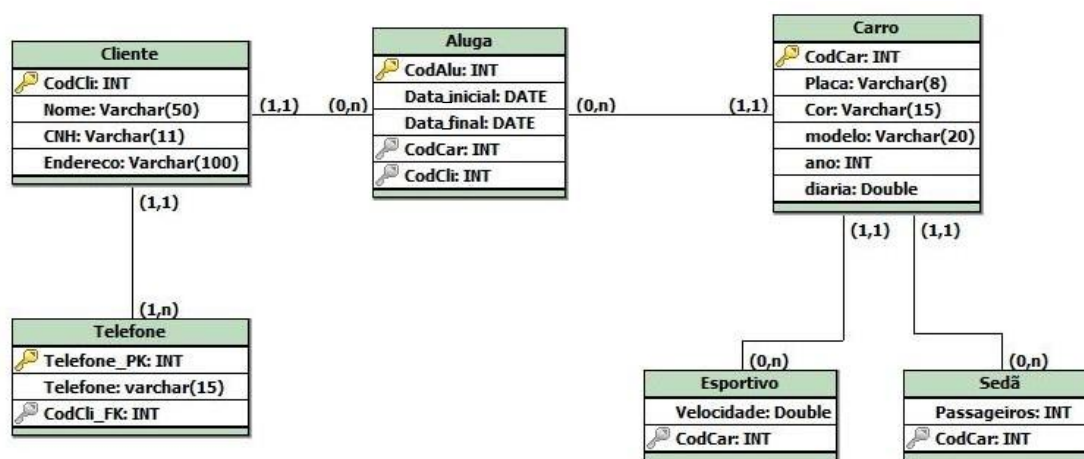 Cliente
CodCli: INT
Nome: Varchar(50)
CNH: Varchar(11)
Endereco: Varchar(100)
(1,1)
(0,n)
Aluga
CodAlu: INT
Data_inicial: DATE
Data_final: DATE
CodCar: INT
CodCli: INT
(0,n)
(1,1)
Carro
CodCar: INT
Placa: Varchar(8)
Cor: Varchar(15)
modelo: Varchar(20)
ano: INT
diaria: Double
(1,1)
(1,n)
Telefone
Telefone_PK: INT
Telefone: varchar(15)
CodCli_FK: INT
(1,1)
(1,1)
(0,n)
(0,n)
Esportivo
Velocidade: Double
CodCar: INT
Sedã
Passageiros: INT
CodCar: INT